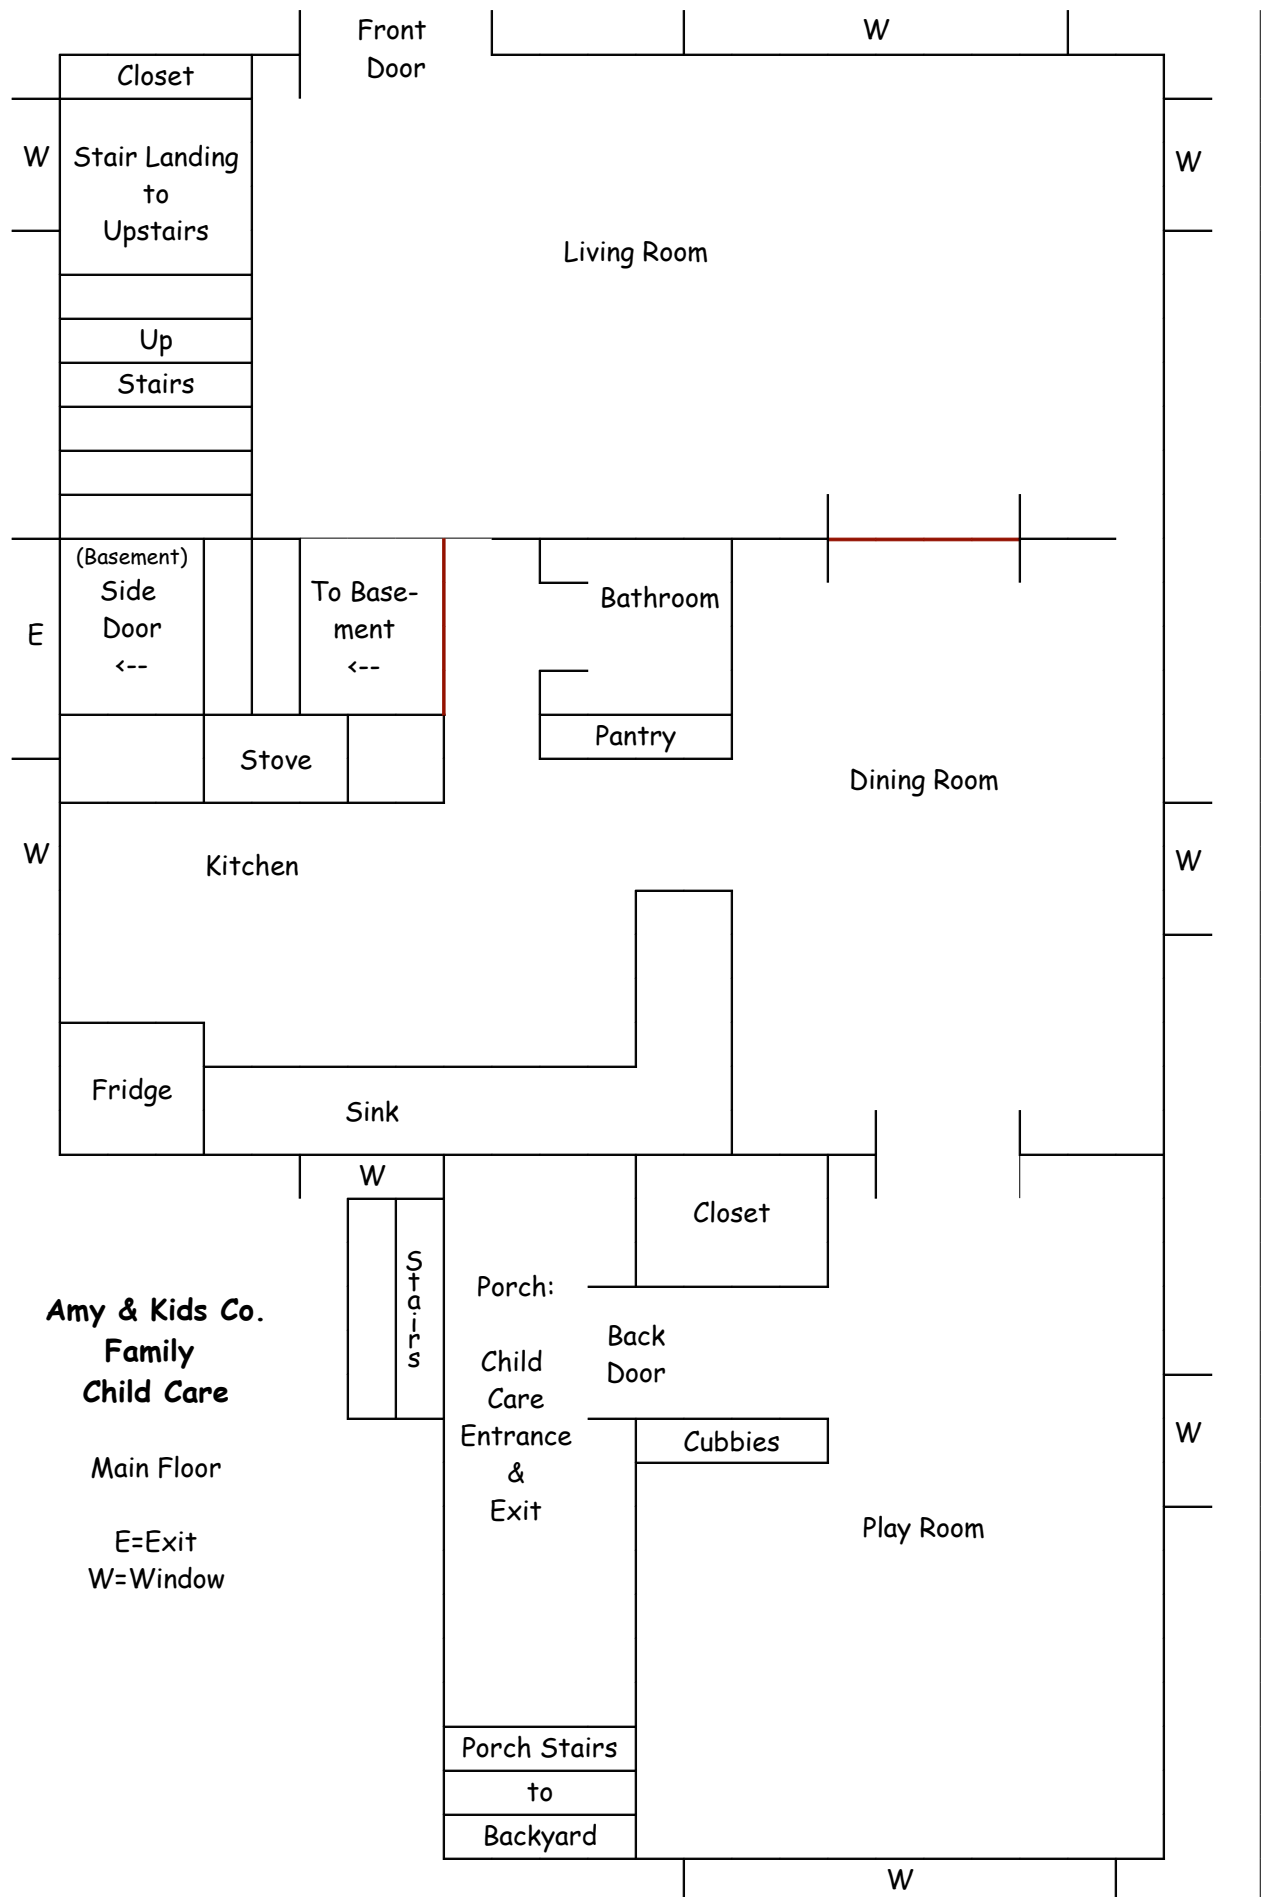 Front
Door
W
Closet
W
Stair Landing
to
Upstairs
W
Living Room
Up
Stairs
(Basement)
Side
Door
<--
E
To Base-
ment
<--
Bathroom
Pantry
Stove
Dining Room
W
Kitchen
W
Fridge
Sink
W
Closet
Stairs
Porch:
Child
Care
Entrance
&
Exit
Back
Door
Amy & Kids Co.
Family
Child Care
Main Floor
E=Exit
W=Window
Cubbies
W
Play Room
Porch Stairs
to
Backyard
W